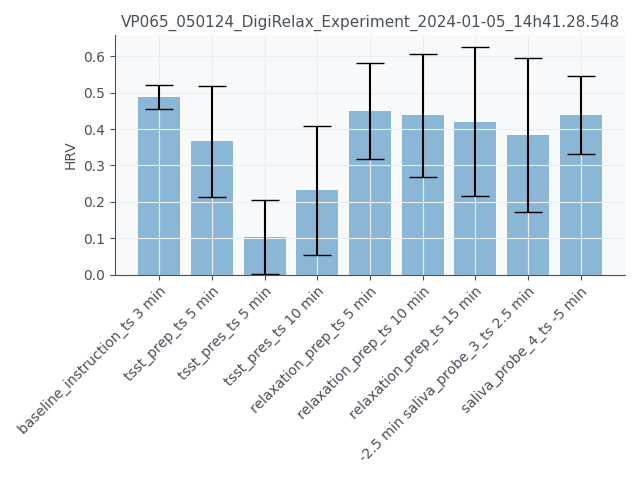 VP065_050124_DigiRelax_Experiment_2024-01-05_14h41.28.548
HRV
0.6
0.5
0.4
0.3
0.2
0.1
0.0
baseline_instruction_ts 3 min
tsst_prep_ts 5 min
tsst_pres_ts 5 min
tsst_pres_ts 10 min
relaxation_prep_ts 5 min
relaxation_prep_ts 10 min
relaxation_prep_ts 15 min
-2.5 min saliva_probe_3_ts 2.5 min
saliva_probe_4_ts -5 min